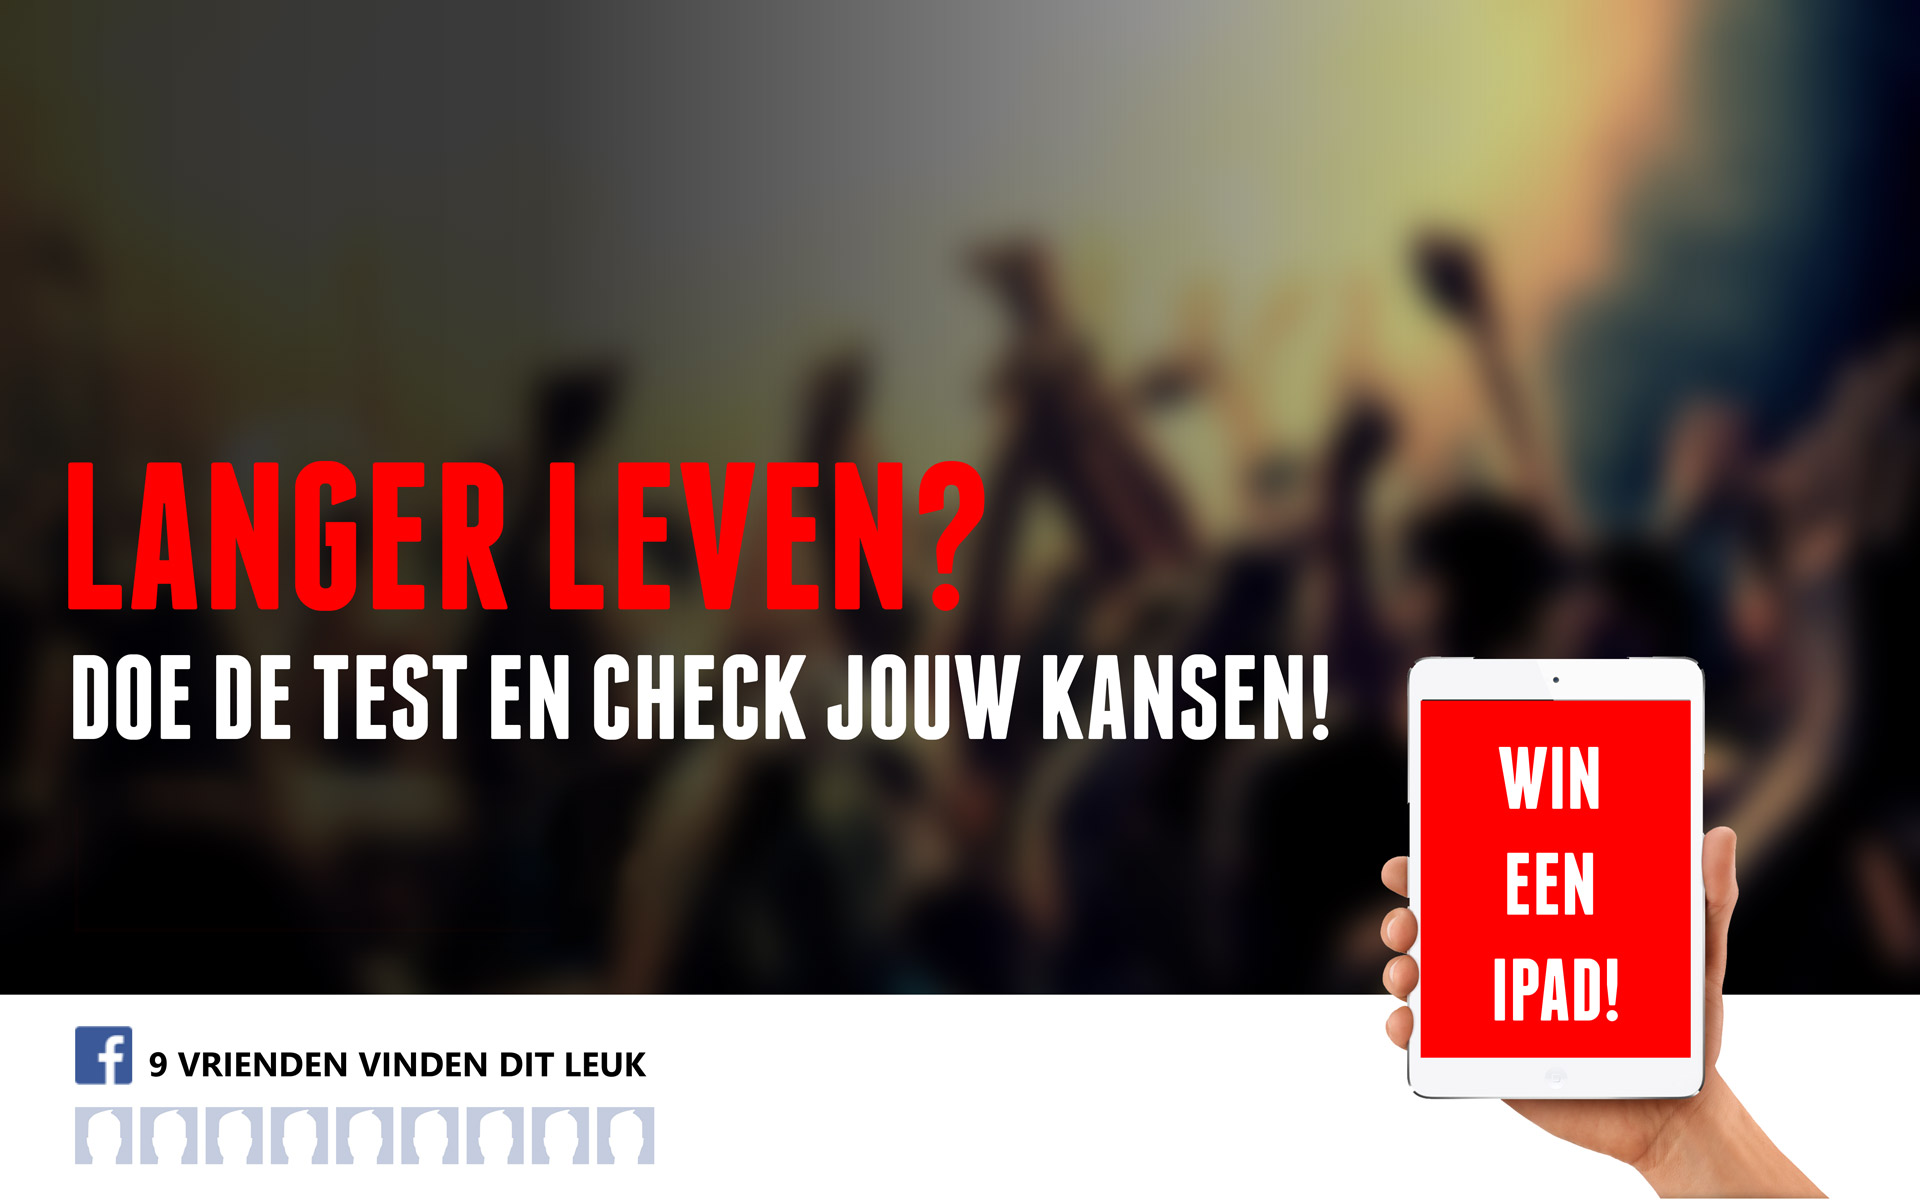 LANGER LEVEN?
DOE DE TEST EN CHECK JOUW KANSEN!
WIN
EEN
IPAD!
f
9 VRIENDEN VINDEN DIT LEUK